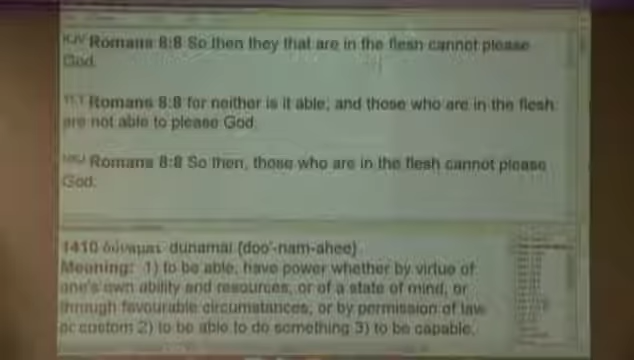 KJV Romans 8:8 So then they that are in the flesh cannot please
God.
YLT Romans 8:8 for neither is it able; and those who are in the flesh
are not able to please God.
NKJ Romans 8:8 So then, those who are in the flesh cannot please
God.
1410 δύναμαι dunamai {doo'-nam-ahee}
Meaning: 1) to be able, have power whether by virtue of
one's own ability and resources, or of a state of mind, or
through favourable circumstances, or by permission of law
or custom 2) to be able to do something 3) to be capable,